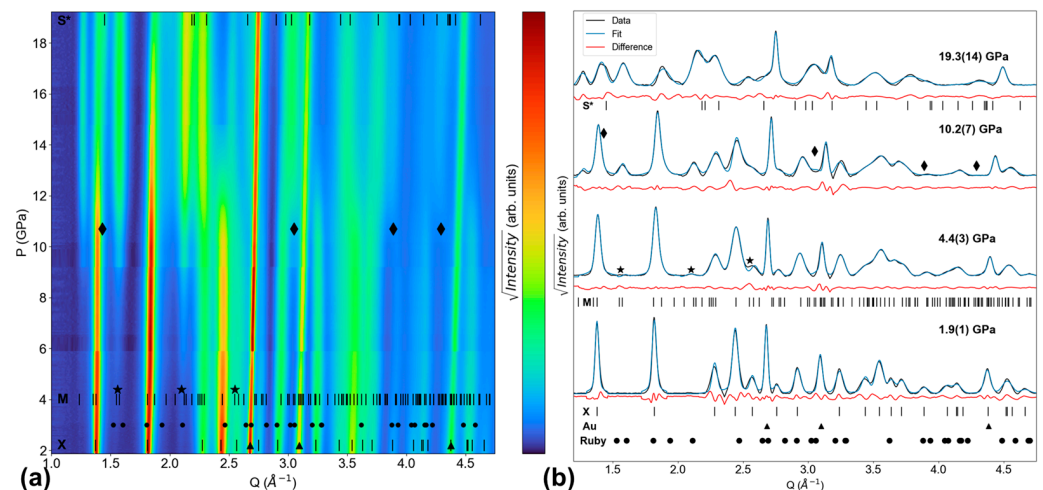 S*
18
16
14
12
10
8
6
4
2
P (GPa)
M
X
1.0 1.5 2.0 2.5 3.0 3.5 4.0 4.5
Q (Å⁻¹)
(a)
√Intensity (arb. units)
Data
Fit
Difference
19.3(14) GPa
S*
10.2(7) GPa
4.4(3) GPa
M
1.9(1) GPa
X
Au
Ruby
√Intensity (arb. units)
1.5 2.0 2.5 3.0 3.5 4.0 4.5
Q (Å⁻¹)
(b)